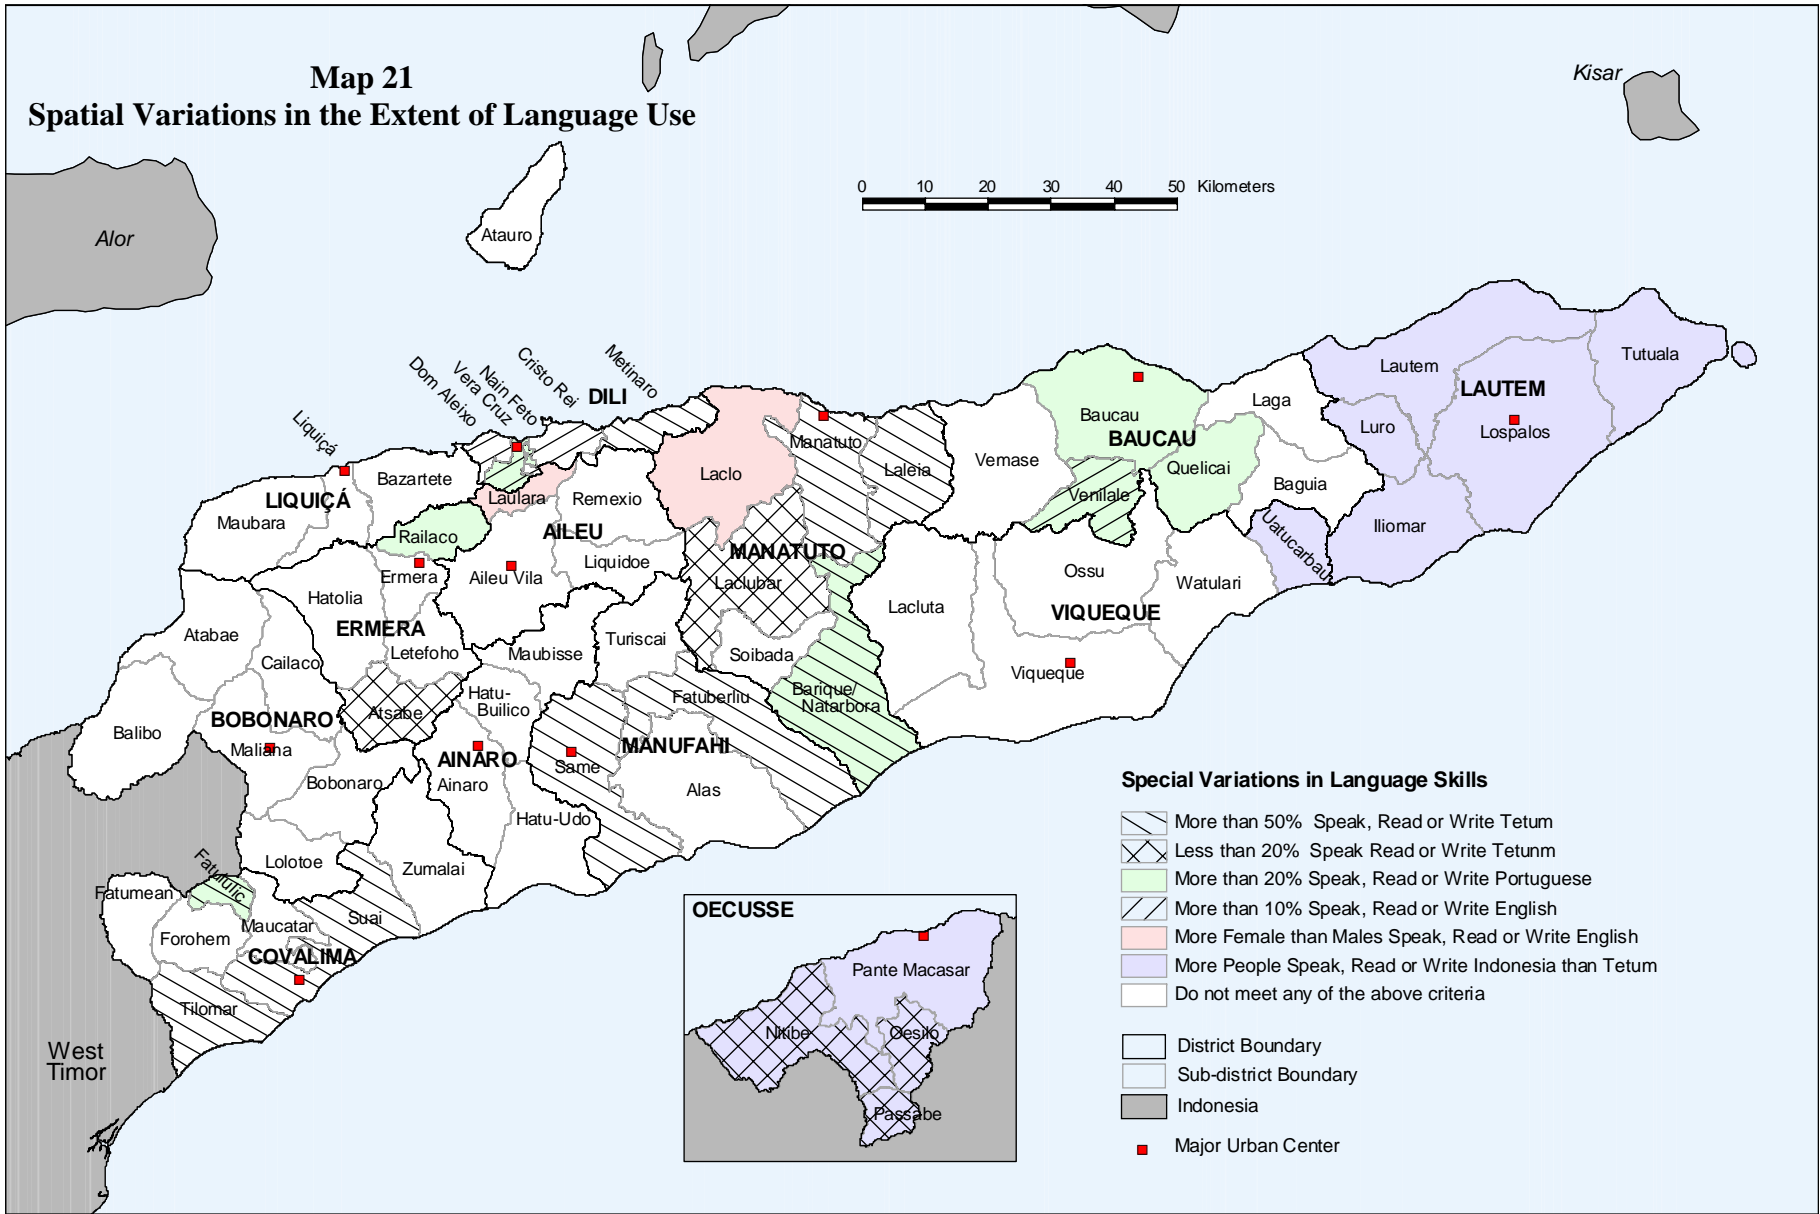 Map 21
Spatial Variations in the Extent of Language Use
Kisar
Alor
Atauro
0 10 20 30 40 50 Kilometers
Metinaro
Cristo Rei
Nain Feto
Vera Cruz
Dom Aleixo
DILI
Liquiçá
Bazartete
LIQUIÇÁ
Maubara
Railaco
Laulara
Remexio
AILEU
Liquidoe
Aileu Vila
Ermera
Hatolia
ERMERA
Letefoho
Atsabe
Laclo
Manatuto
Laleia
MANATUTO
Laclubar
Soibada
Barique/
Natarbora
Vemase
Baucau
BAUCAU
Venilale
Quelicai
Laga
Baguia
Lautem
LAUTEM
Luro
Lospalos
Tutuala
Iliomar
Uatucarbau
Ossu
Watulari
Lacluta
VIQUEQUE
Viqueque
Atabae
Cailaco
Balibo
BOBONARO
Maliana
Bobonaro
Lolotoe
Maubisse
Hatu-
Builico
AINARO
Ainaro
Hatu-Udo
Turiscai
Fatuberliu
MANUFAHI
Same
Alas
Zumalai
Fatululic
Fatumean
Forohem
Maucatar
Suai
COVALIMA
Tilomar
West
Timor
OECUSSE
Pante Macasar
Nitibe
Oesilo
Passabe
Special Variations in Language Skills
More than 50% Speak, Read or Write Tetum
Less than 20% Speak Read or Write Tetunm
More than 20% Speak, Read or Write Portuguese
More than 10% Speak, Read or Write English
More Female than Males Speak, Read or Write English
More People Speak, Read or Write Indonesia than Tetum
Do not meet any of the above criteria
District Boundary
Sub-district Boundary
Indonesia
Major Urban Center